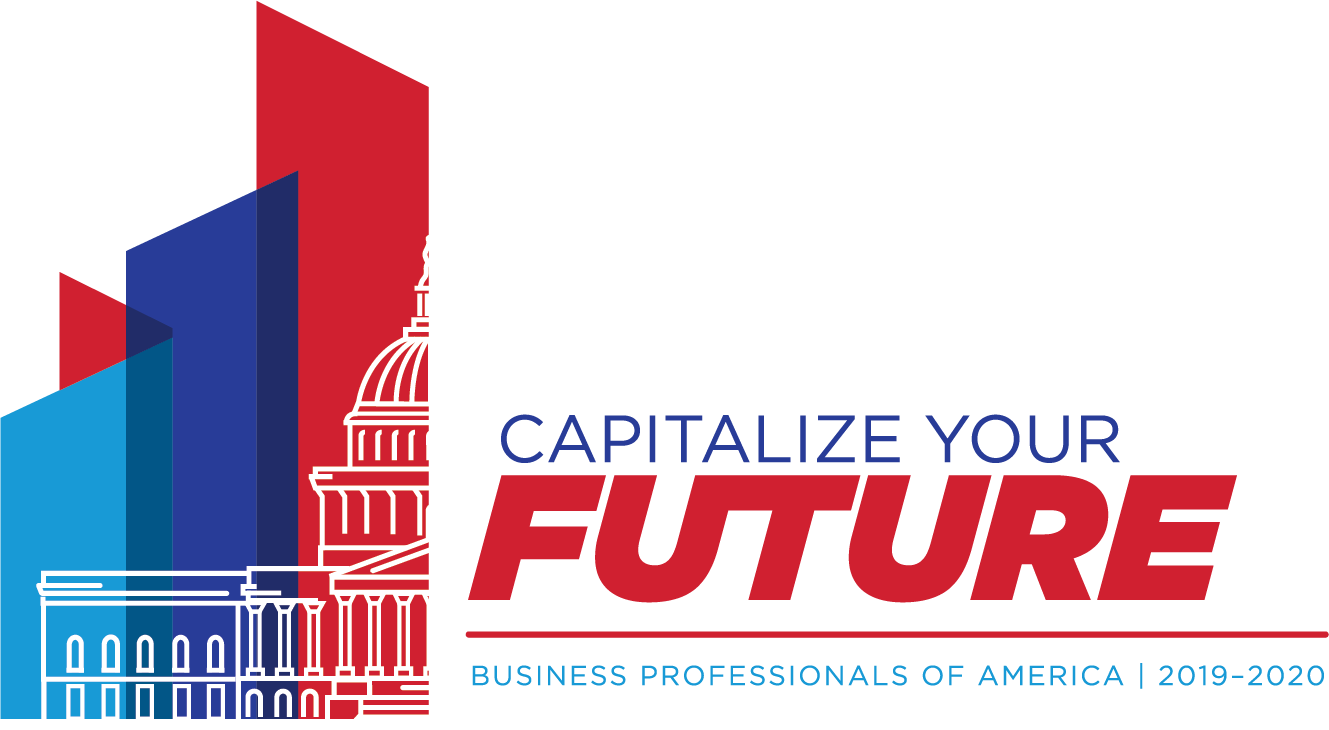 CAPITALIZE YOUR
FUTURE
BUSINESS PROFESSIONALS OF AMERICA | 2019–2020